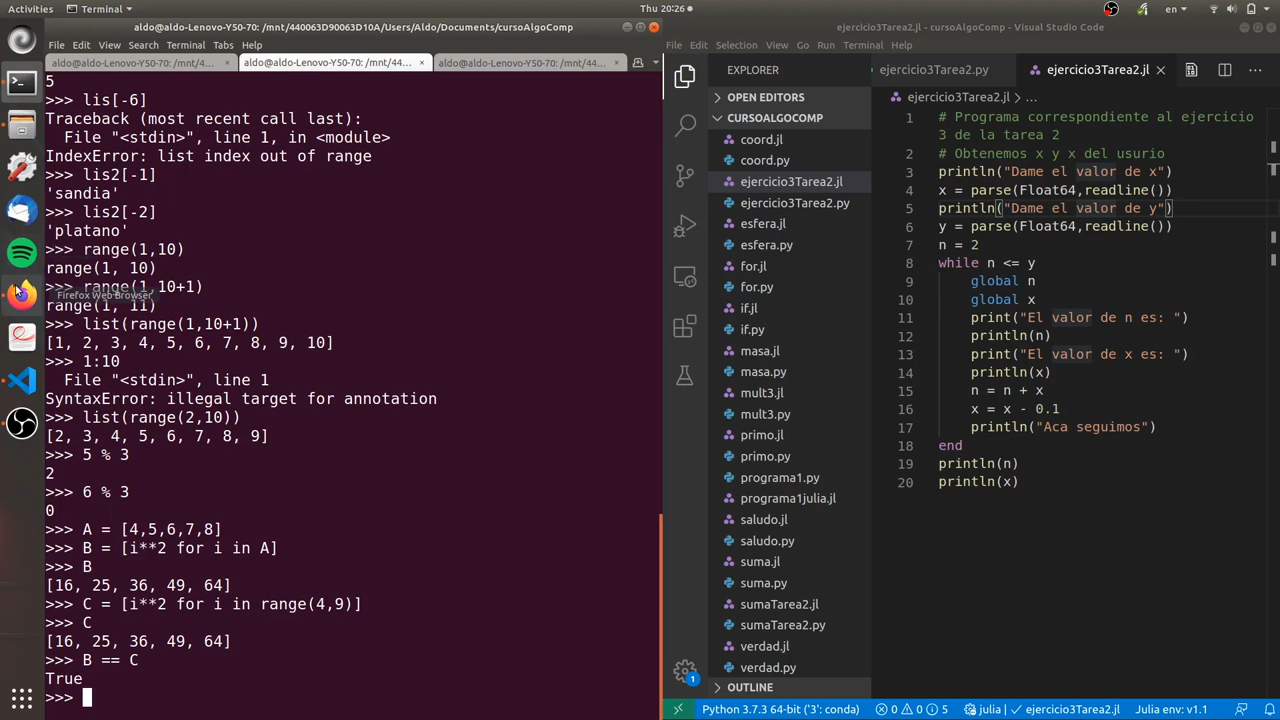 Activities
Terminal
Thu 20:26
en
aldo@aldo-Lenovo-Y50-70: /mnt/440063D90063D10A/Users/Aldo/Documents/cursoAlgoComp
File Edit View Search Terminal Tabs Help
aldo@aldo-Lenovo-Y50-70: /mnt/4...
aldo@aldo-Lenovo-Y50-70: /mnt/44...
aldo@aldo-Lenovo-Y50-70: /mnt/44...
5
>>> lis[-6]
Traceback (most recent call last):
File "<stdin>", line 1, in <module>
IndexError: list index out of range
>>> lis2[-1]
'sandia'
>>> lis2[-2]
'platano'
>>> range(1,10)
range(1, 10)
>>> range(1,10+1)
Firefox Web Browser
range(1, 11)
>>> list(range(1,10+1))
[1, 2, 3, 4, 5, 6, 7, 8, 9, 10]
>>> 1:10
File "<stdin>", line 1
SyntaxError: illegal target for annotation
>>> list(range(2,10))
[2, 3, 4, 5, 6, 7, 8, 9]
>>> 5 % 3
2
>>> 6 % 3
0
>>> A = [4,5,6,7,8]
>>> B = [i**2 for i in A]
>>> B
[16, 25, 36, 49, 64]
>>> C = [i**2 for i in range(4,9)]
>>> C
[16, 25, 36, 49, 64]
>>> B == C
True
>>>
ejercicio3Tarea2.jl - cursoAlgoComp - Visual Studio Code
File Edit Selection View Go Run Terminal Help
EXPLORER
OPEN EDITORS
CURSOALGOCOMP
coord.jl
coord.py
ejercicio3Tarea2.jl
ejercicio3Tarea2.py
esfera.jl
esfera.py
for.jl
for.py
if.jl
if.py
masa.jl
masa.py
mult3.jl
mult3.py
primo.jl
primo.py
programa1.py
programa1julia.jl
saludo.jl
saludo.py
suma.jl
suma.py
sumaTarea2.jl
sumaTarea2.py
verdad.jl
verdad.py
OUTLINE
1
ejercicio3Tarea2.py
ejercicio3Tarea2.jl
ejercicio3Tarea2.jl > ...
1 # Programa correspondiente al ejercicio
3 de la tarea 2
2 # Obtenemos x y x del usurio
3 println("Dame el valor de x")
4 x = parse(Float64,readline())
5 println("Dame el valor de y")
6 y = parse(Float64,readline())
7 n = 2
8 while n <= y
9 global n
10 global x
11 print("El valor de n es: ")
12 println(n)
13 print("El valor de x es: ")
14 println(x)
15 n = n + x
16 x = x - 0.1
17 println("Aca seguimos")
18 end
19 println(n)
20 println(x)
Python 3.7.3 64-bit ('3': conda)
0 0 5
julia
ejercicio3Tarea2.jl
Julia env: v1.1